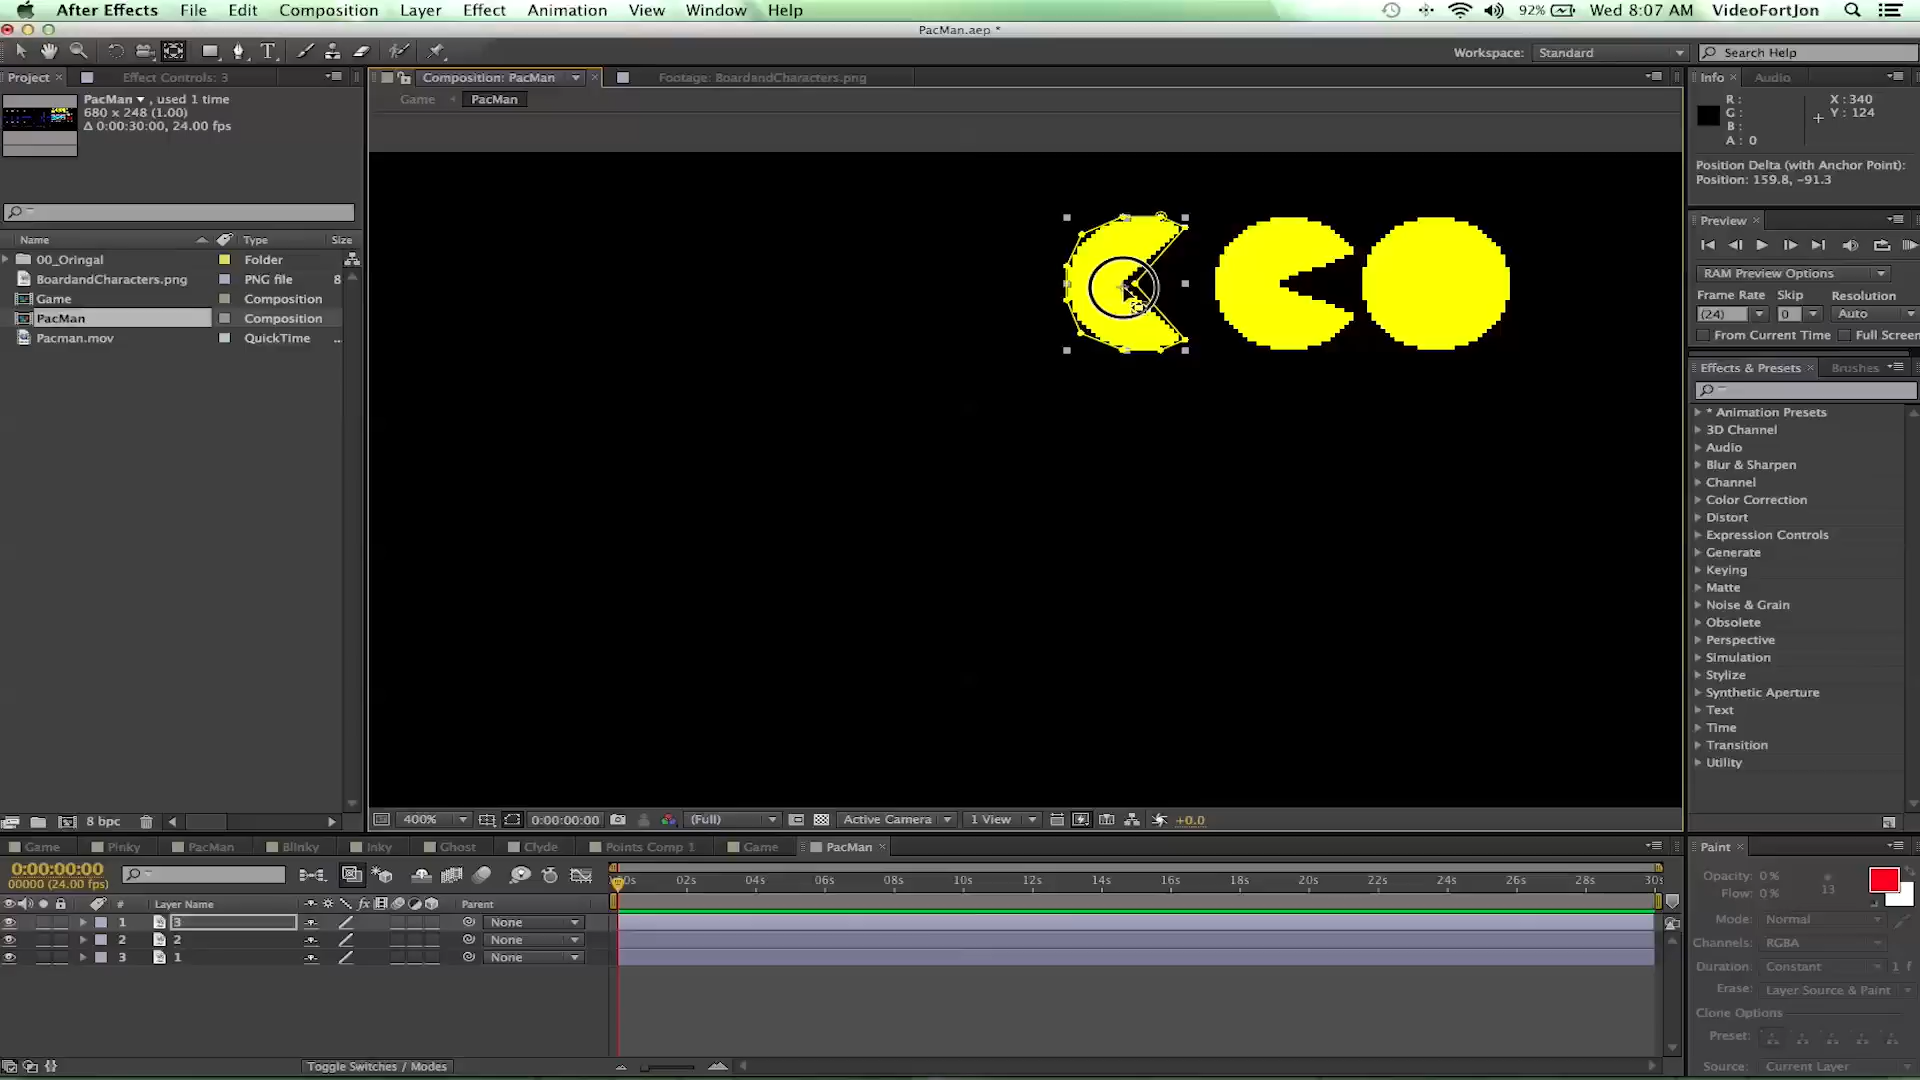 After Effects File Edit Composition Layer Effect Animation View Window Help 92% Wed 8:07 AM VideoFortJon
PacMan.aep *
Workspace: Standard Search Help
Project Effect Controls: 3 Composition: PacMan Footage: BoardandCharacters.png Info Audio
PacMan , used 1 time
680 x 248 (1.00)
Δ 0:00:30:00, 24.00 fps
Game PacMan
R: X: 340
G: Y: 124
B:
A: 0
Position Delta (with Anchor Point):
Position: 159.8, -91.3
Preview
RAM Preview Options
Frame Rate Skip Resolution
(24) 0 Auto
From Current Time Full Screen
Name Type Size
00_Oringal Folder
BoardandCharacters.png PNG file 8
Game Composition
PacMan Composition
Pacman.mov QuickTime ..
Effects & Presets Brushes
* Animation Presets
3D Channel
Audio
Blur & Sharpen
Channel
Color Correction
Distort
Expression Controls
Generate
Keying
Matte
Noise & Grain
Obsolete
Perspective
Simulation
Stylize
Synthetic Aperture
Text
Time
Transition
Utility
8 bpc
400% 0:00:00:00 (Full) Active Camera 1 View +0.0
Game Pinky PacMan Blinky Inky Ghost Clyde Points Comp 1 Game PacMan
0:00:00:00
00000 (24.00 fps)
00s 02s 04s 06s 08s 10s 12s 14s 16s 18s 20s 22s 24s 26s 28s 30s
# Layer Name fx Parent
1 3 None
2 2 None
3 1 None
Toggle Switches / Modes
Paint
Opacity: 0 %
Flow: 0 % 13
Mode: Normal
Channels: RGBA
Duration: Constant 1 f
Erase: Layer Source & Paint
Clone Options
Preset:
Source: Current Layer